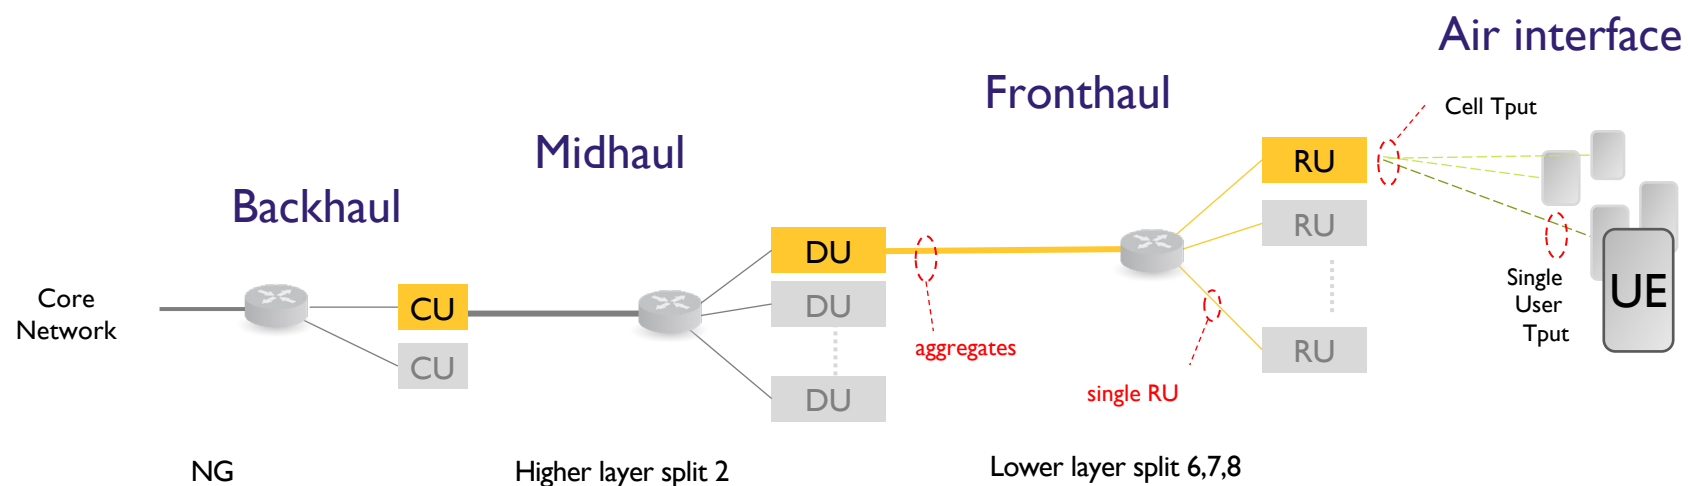 Air interface
Fronthaul
Cell Tput
Midhaul
RU
Backhaul
RU
DU
Core
Network
CU
DU
Single
User
Tput
UE
aggregates
RU
CU
DU
single RU
NG
Higher layer split 2
Lower layer split 6,7,8